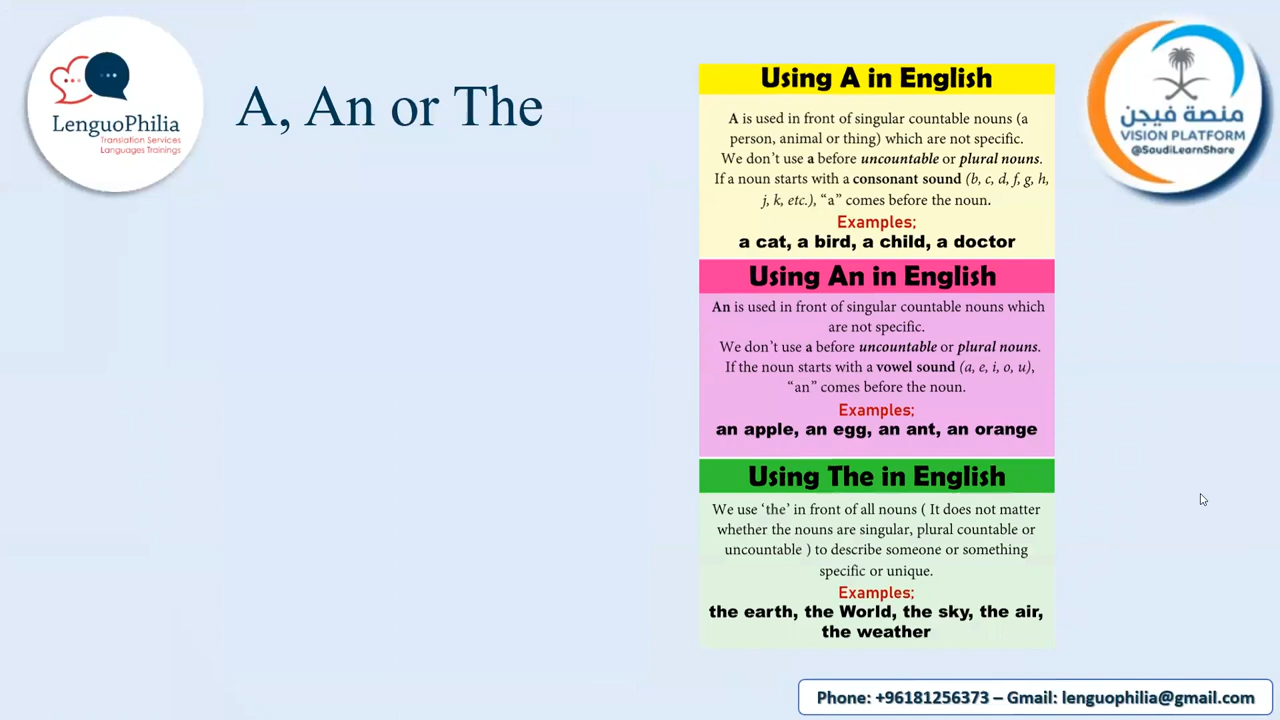 LenguoPhilia
Translation Services
Languages Trainings
A, An or The
منصة فيجن
VISION PLATFORM
@SaudiLearnShare
Using A in English
A is used in front of singular countable nouns (a
person, animal or thing) which are not specific.
We don't use a before uncountable or plural nouns.
If a noun starts with a consonant sound (b, c, d, f, g, h,
j, k, etc.), “a” comes before the noun.
Examples;
a cat, a bird, a child, a doctor
Using An in English
An is used in front of singular countable nouns which
are not specific.
We don't use a before uncountable or plural nouns.
If the noun starts with a vowel sound (a, e, i, o, u),
“an” comes before the noun.
Examples;
an apple, an egg, an ant, an orange
Using The in English
We use ‘the’ in front of all nouns ( It does not matter
whether the nouns are singular, plural countable or
uncountable ) to describe someone or something
specific or unique.
Examples;
the earth, the World, the sky, the air,
the weather
Phone: +96181256373 – Gmail: lenguophilia@gmail.com